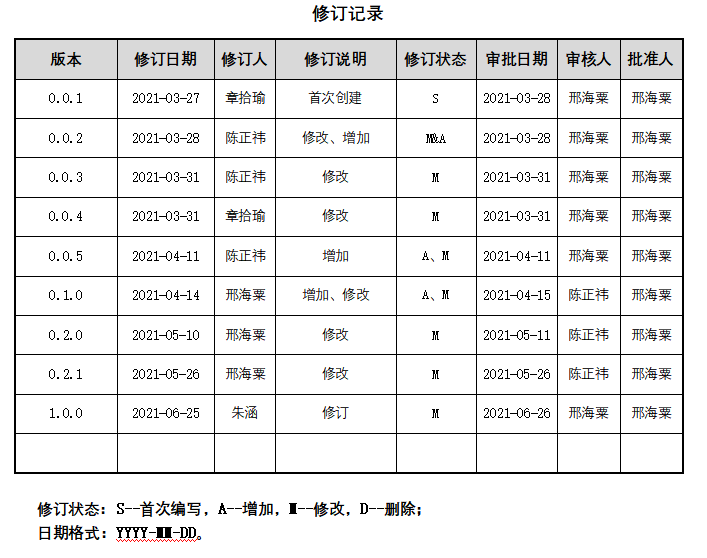 修订记录
版本 修订日期 修订人 修订说明 修订状态 审批日期 审核人 批准人
0.0.1 2021-03-27 章拾瑜 首次创建 S 2021-03-28 邢海粟 邢海粟
0.0.2 2021-03-28 陈正祎 修改、增加 M&A 2021-03-28 邢海粟 邢海粟
0.0.3 2021-03-31 陈正祎 修改 M 2021-03-31 邢海粟 邢海粟
0.0.4 2021-03-31 章拾瑜 修改 M 2021-03-31 邢海粟 邢海粟
0.0.5 2021-04-11 陈正祎 增加 A、M 2021-04-11 邢海粟 邢海粟
0.1.0 2021-04-14 邢海粟 增加、修改 A、M 2021-04-15 陈正祎 邢海粟
0.2.0 2021-05-10 邢海粟 修改 M 2021-05-11 陈正祎 邢海粟
0.2.1 2021-05-26 邢海粟 修改 M 2021-05-26 陈正祎 邢海粟
1.0.0 2021-06-25 朱涵 修订 M 2021-06-26 邢海粟 邢海粟
修订状态：S--首次编写，A--增加，M--修改，D--删除；
日期格式：YYYY-MM-DD。